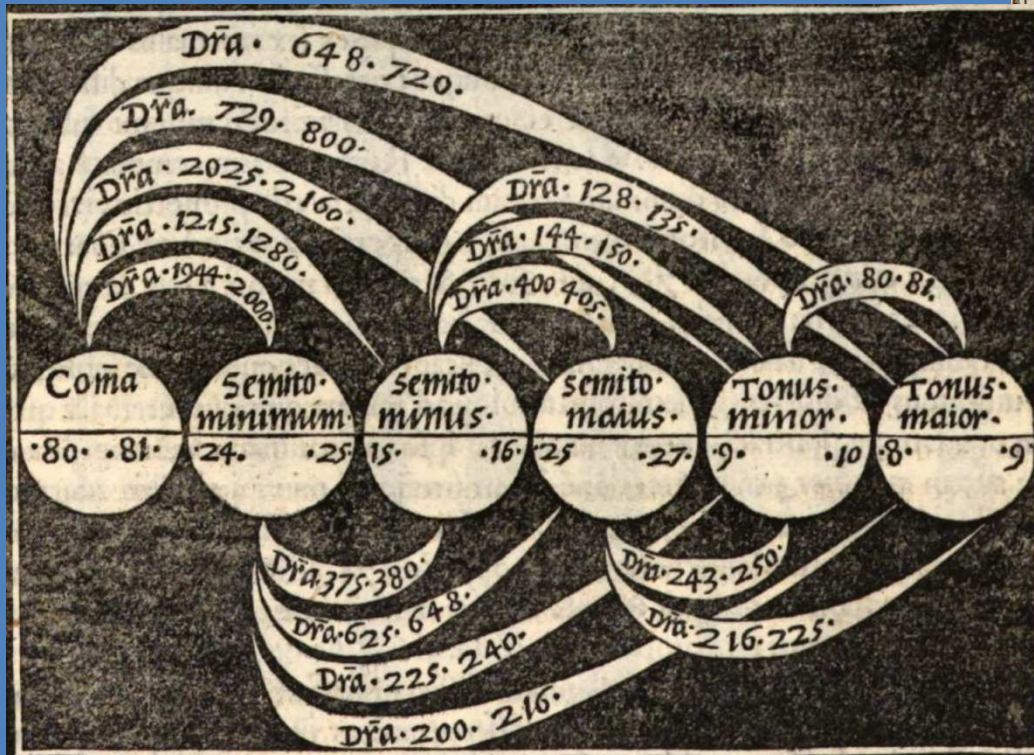 Dr̄a · 648 · 720 ·
Dr̄a. 729 · 800 ·
Dr̄a · 2025 · 2160 ·
Dr̄a · 1215 · 1280 ·
Dr̄a · 1944 · 2000 ·
Dr̄a · 128 · 135 ·
Dr̄a · 144 · 150 ·
Dr̄a · 400 405 ·
Dr̄a · 80 · 81.
Com̄a
· 80 · · 81 ·
Semito ·
minimum ·
· 24 · · 25
Semito ·
minus ·
15 · · 16 ·
semito ·
maius ·
· 25 · 27 ·
Tonus ·
minor ·
· 9 · · 10
Tonus ·
maior ·
· 8 · · 9
Dr̄a · 375 · 380 ·
Dr̄a · 625 · 648 ·
Dr̄a · 225 · 240 ·
Dr̄a · 200 · 216 ·
Dr̄a · 243 · 250 ·
Dr̄a · 216 · 225 ·